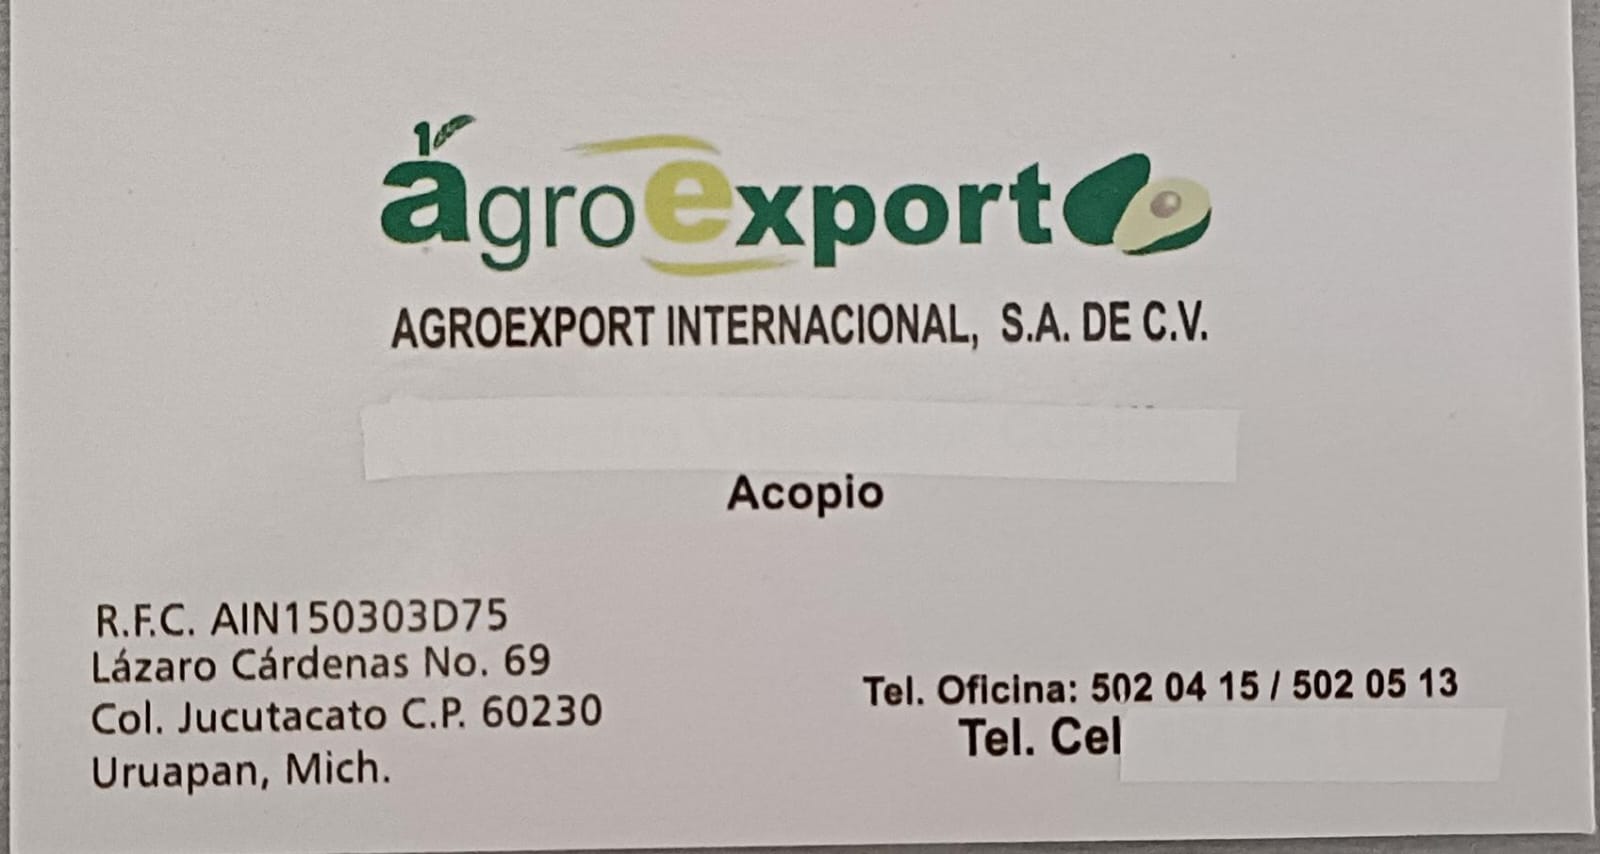 agroexport
AGROEXPORT INTERNACIONAL, S.A. DE C.V.
Acopio
R.F.C. AIN150303D75
Lázaro Cárdenas No. 69
Col. Jucutacato C.P. 60230
Uruapan, Mich.
Tel. Oficina: 502 04 15 / 502 05 13
Tel. Cel